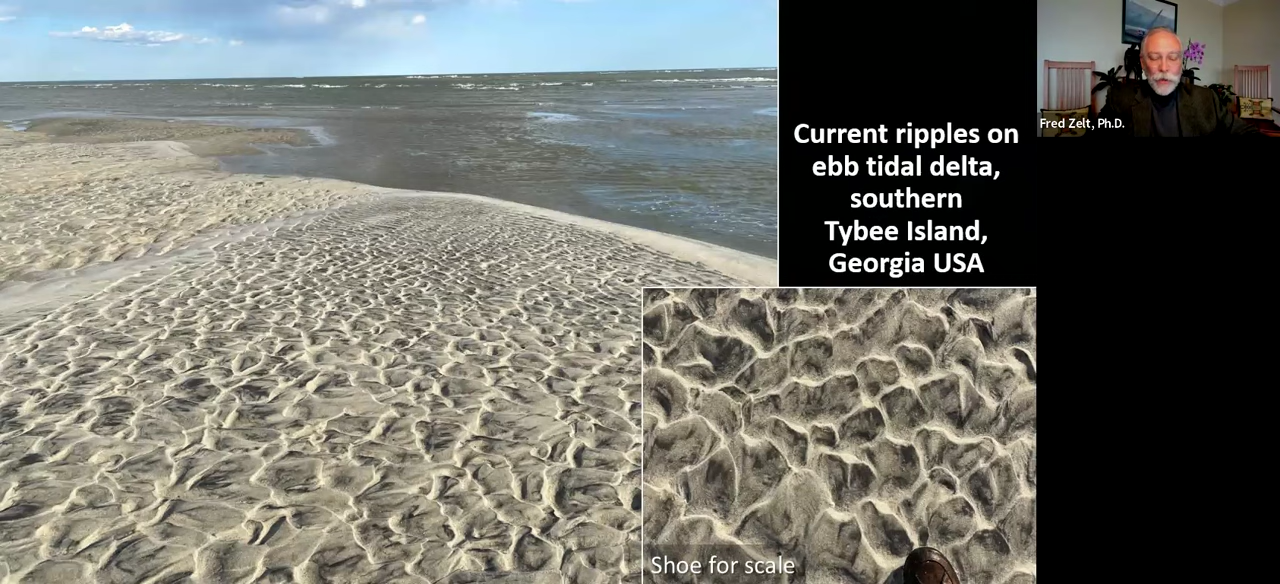 Current ripples on
ebb tidal delta,
southern
Tybee Island,
Georgia USA
Fred Zelt, Ph.D.
Shoe for scale